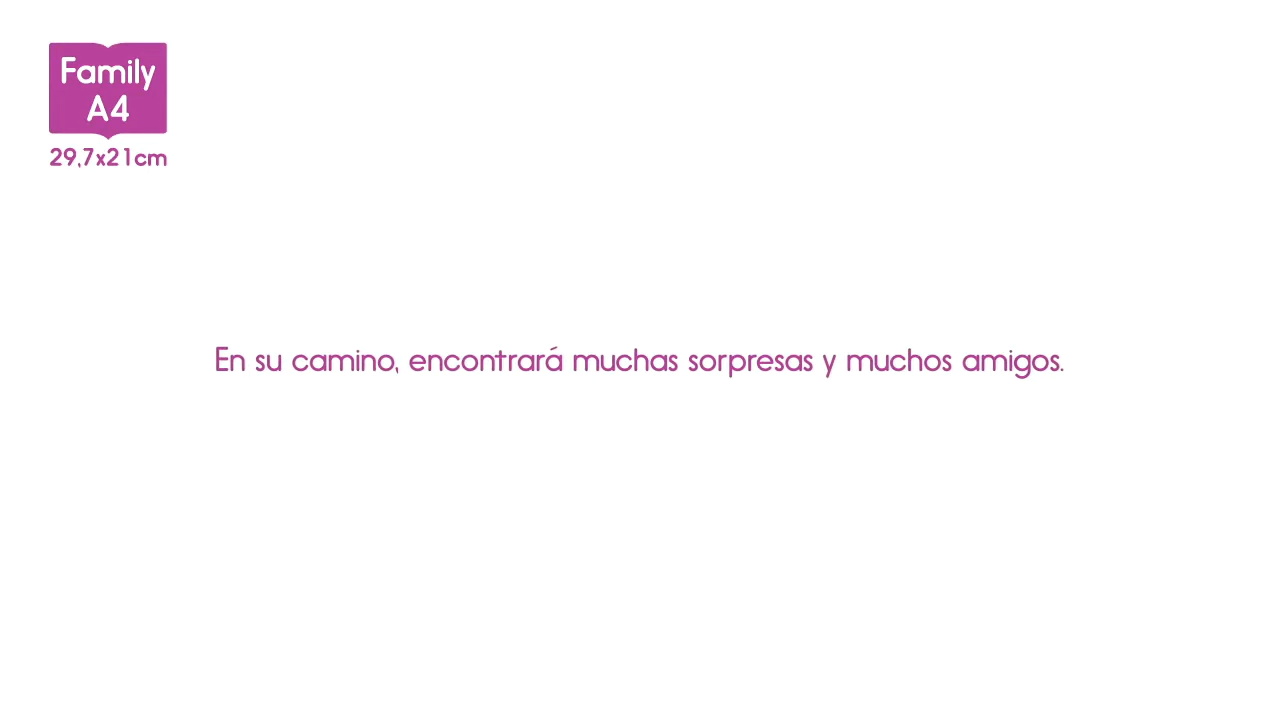 Family
A4
29,7x21cm
En su camino, encontrará muchas sorpresas y muchos amigos.